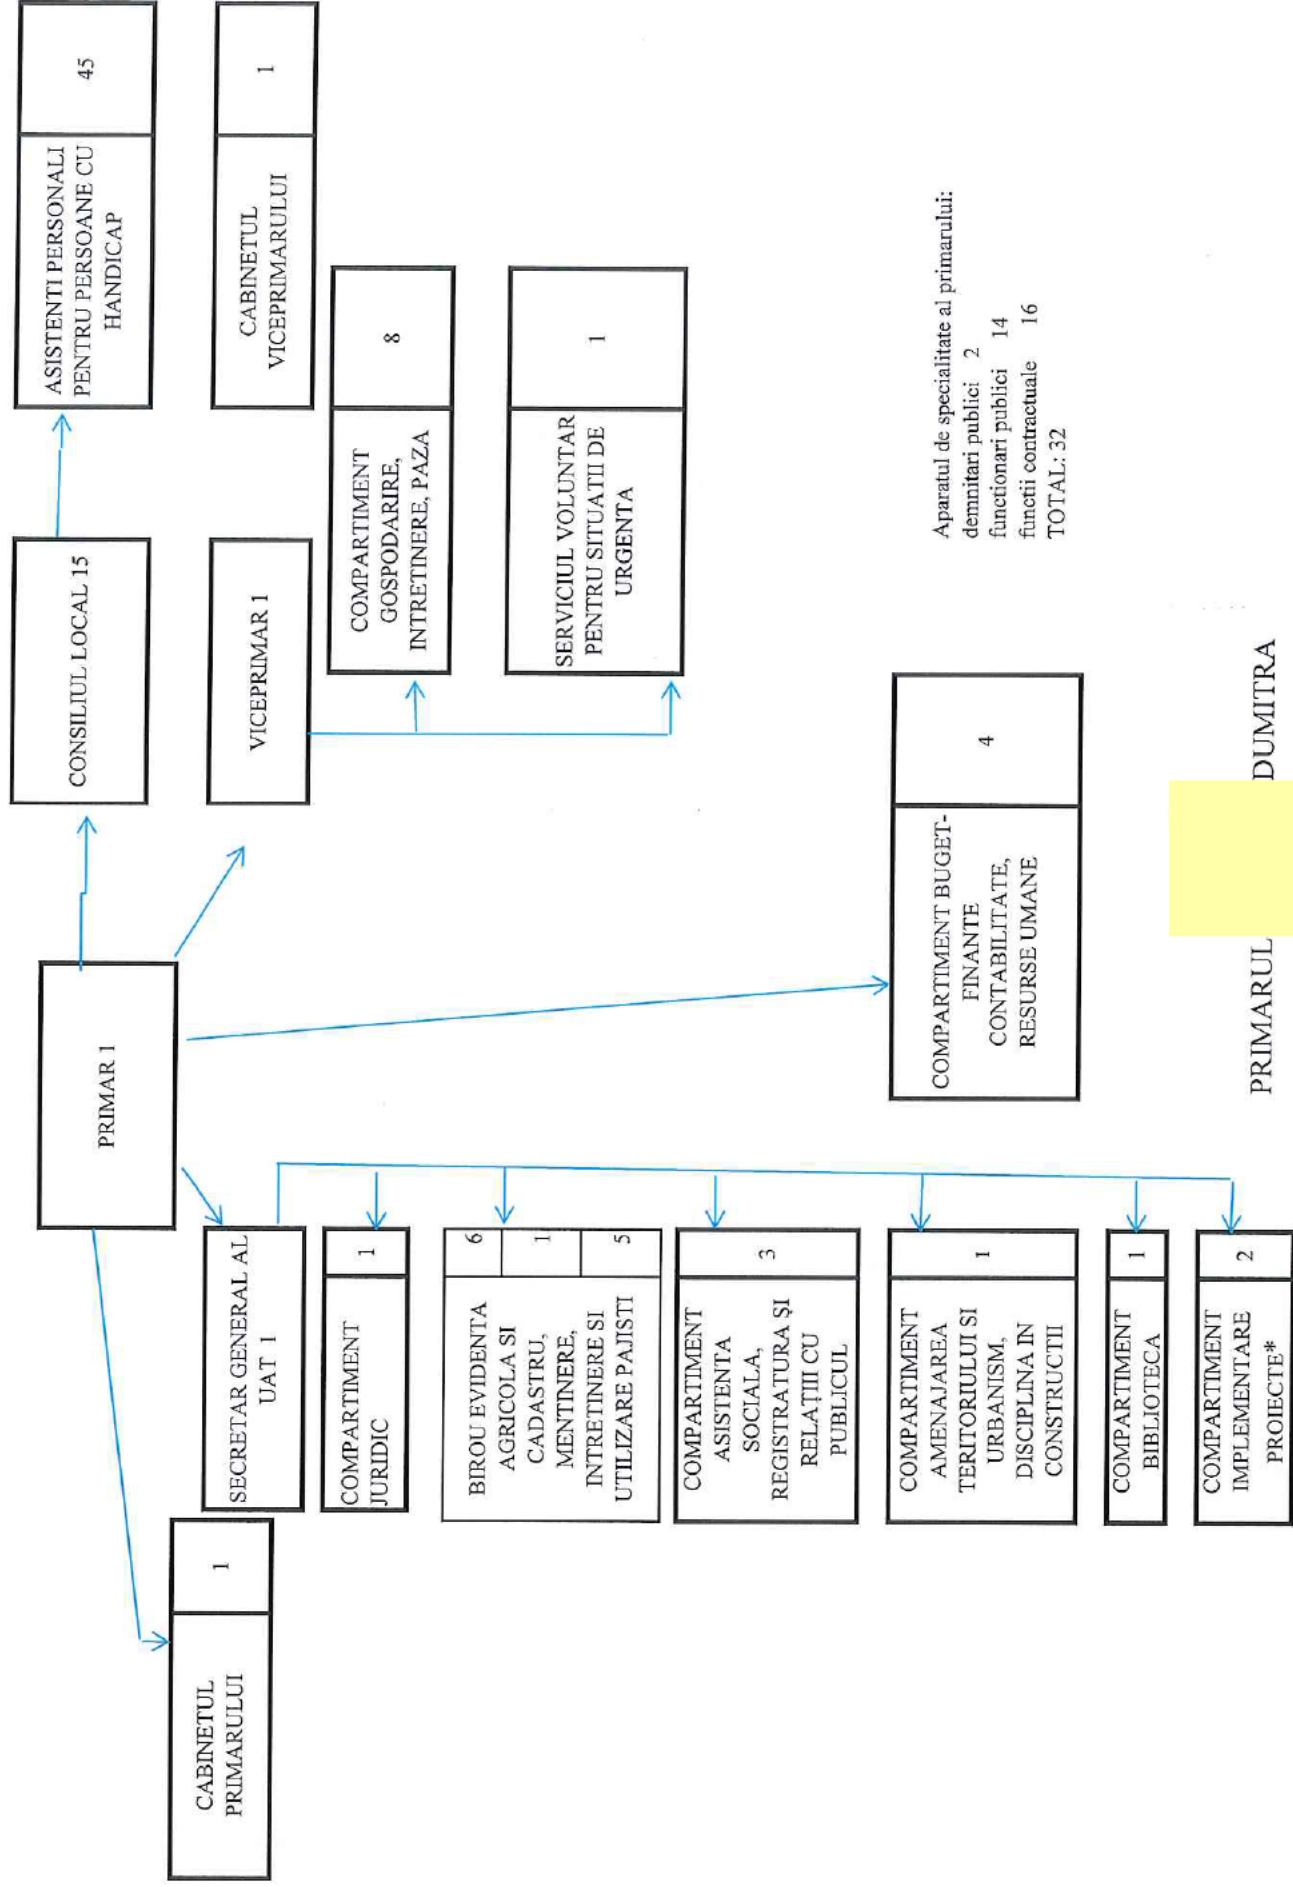 PRIMAR 1
CONSILIUL LOCAL 15
ASISTENTI PERSONALI
PENTRU PERSOANE CU
HANDICAP
45
CABINETUL
PRIMARULUI
1
SECRETAR GENERAL AL
UAT 1
VICEPRIMAR 1
CABINETUL
VICEPRIMARULUI
1
COMPARTIMENT
JURIDIC
1
COMPARTIMENT
GOSPODARIRE,
INTRETINERE, PAZA
8
BIROU EVIDENTA
AGRICOLA SI
CADASTRU,
MENTINERE,
INTRETINERE SI
UTILIZARE PAJISTI
6
1
5
SERVICIUL VOLUNTAR
PENTRU SITUATII DE
URGENTA
1
COMPARTIMENT
ASISTENTA
SOCIALA,
REGISTRATURA ȘI
RELAȚIII CU
PUBLICUL
3
COMPARTIMENT
AMENAJAREA
TERITORIULUI SI
URBANISM,
DISCIPLINA IN
CONSTRUCTII
1
COMPARTIMENT BUGET-
FINANTE
CONTABILITATE,
RESURSE UMANE
4
Aparatul de specialitate al primarului:
demnitari publici 2
functionari publici 14
functii contractuale 16
TOTAL: 32
COMPARTIMENT
BIBLIOTECA
1
COMPARTIMENT
IMPLEMENTARE
PROIECTE*
2
PRIMARUL DUMITRA